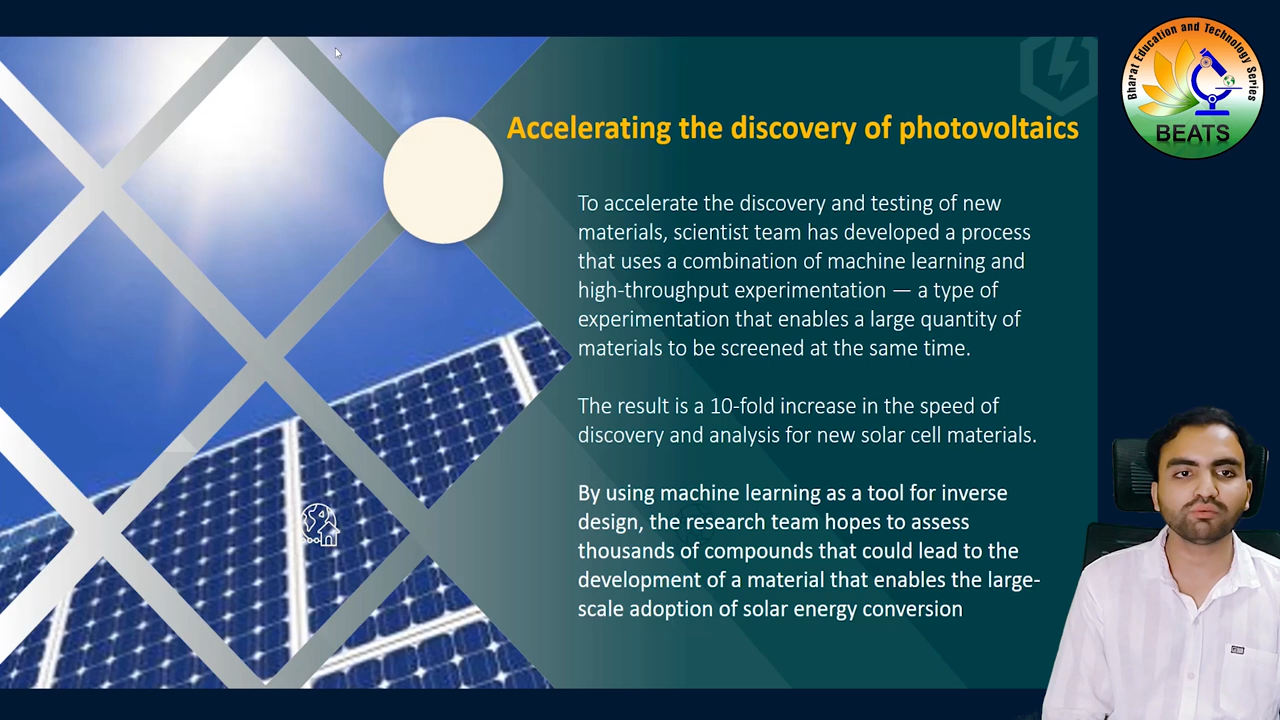 Accelerating the discovery of photovoltaics
To accelerate the discovery and testing of new
materials, scientist team has developed a process
that uses a combination of machine learning and
high-throughput experimentation — a type of
experimentation that enables a large quantity of
materials to be screened at the same time.
The result is a 10-fold increase in the speed of
discovery and analysis for new solar cell materials.
By using machine learning as a tool for inverse
design, the research team hopes to assess
thousands of compounds that could lead to the
development of a material that enables the large-
scale adoption of solar energy conversion
Bharat Education and Technology Series
BEATS